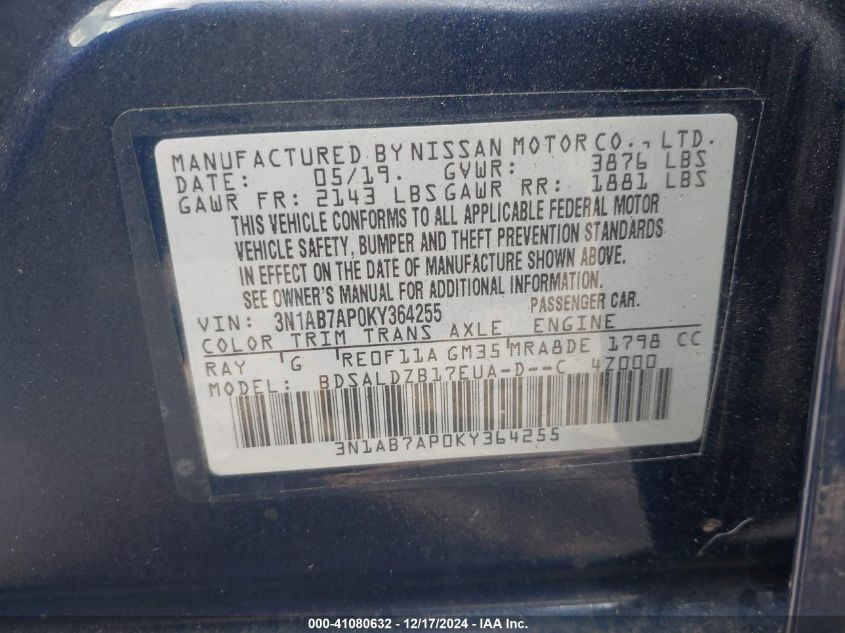 MANUFACTURED BY NISSAN MOTOR CO., LTD.
DATE: 05/19. GVWR: 3876 LBS
GAWR FR: 2143 LBS GAWR RR: 1881 LBS
THIS VEHICLE CONFORMS TO ALL APPLICABLE FEDERAL MOTOR
VEHICLE SAFETY, BUMPER AND THEFT PREVENTION STANDARDS
IN EFFECT ON THE DATE OF MANUFACTURE SHOWN ABOVE.
SEE OWNER'S MANUAL FOR ADDITIONAL INFORMATION.
VIN: 3N1AB7AP0KY364255 PASSENGER CAR.
COLOR TRIM TRANS AXLE ENGINE
RAY G RE0F11A GM35 MRA8DE 1798 CC
MODEL: BDSALDZB17EUA-D--C 4Z000
3N1AB7AP0KY364255
000-41080632 - 12/17/2024 - IAA Inc.